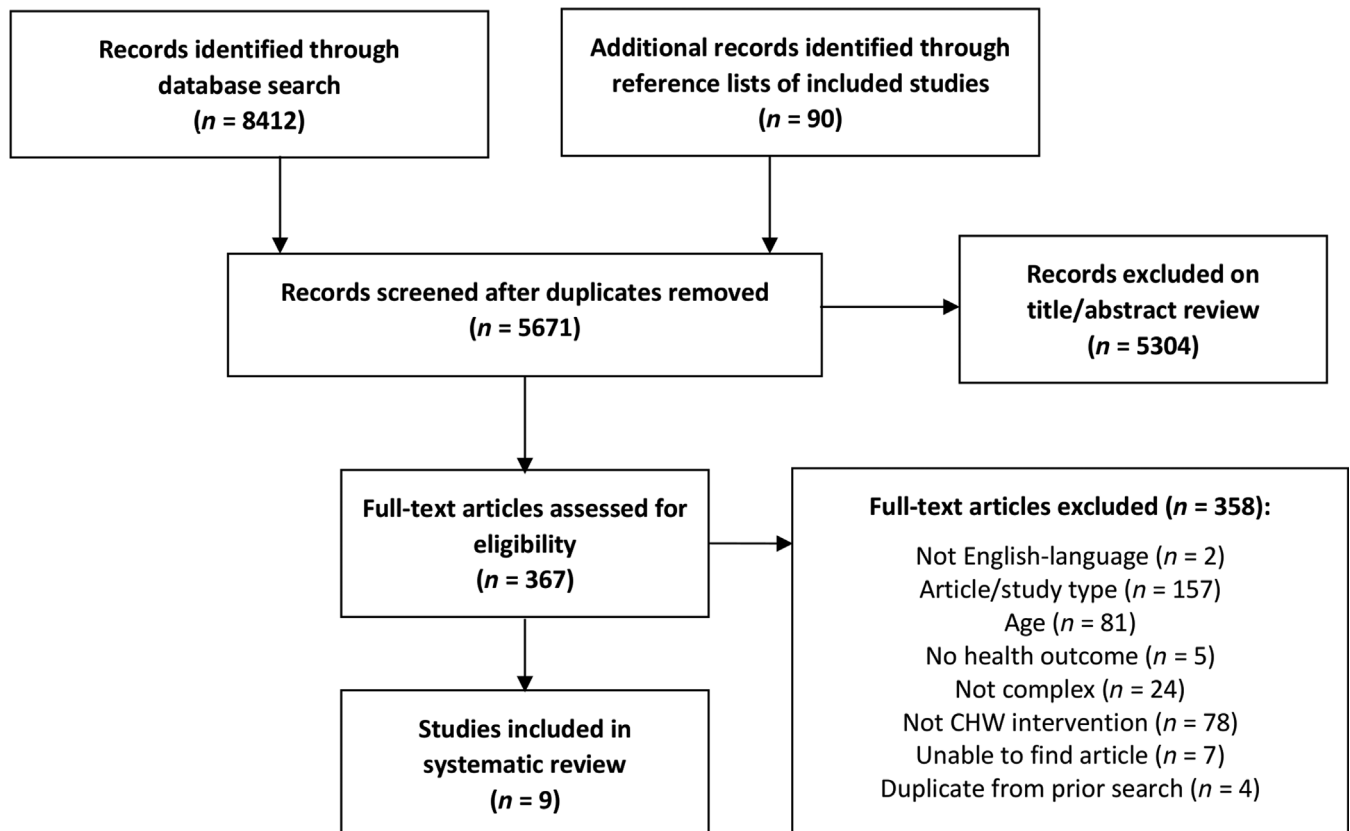 Records identified through
database search
(n = 8412)
Additional records identified through
reference lists of included studies
(n = 90)
Records screened after duplicates removed
(n = 5671)
Records excluded on
title/abstract review
(n = 5304)
Full-text articles assessed for
eligibility
(n = 367)
Full-text articles excluded (n = 358):
Not English-language (n = 2)
Article/study type (n = 157)
Age (n = 81)
No health outcome (n = 5)
Not complex (n = 24)
Not CHW intervention (n = 78)
Unable to find article (n = 7)
Duplicate from prior search (n = 4)
Studies included in
systematic review
(n = 9)